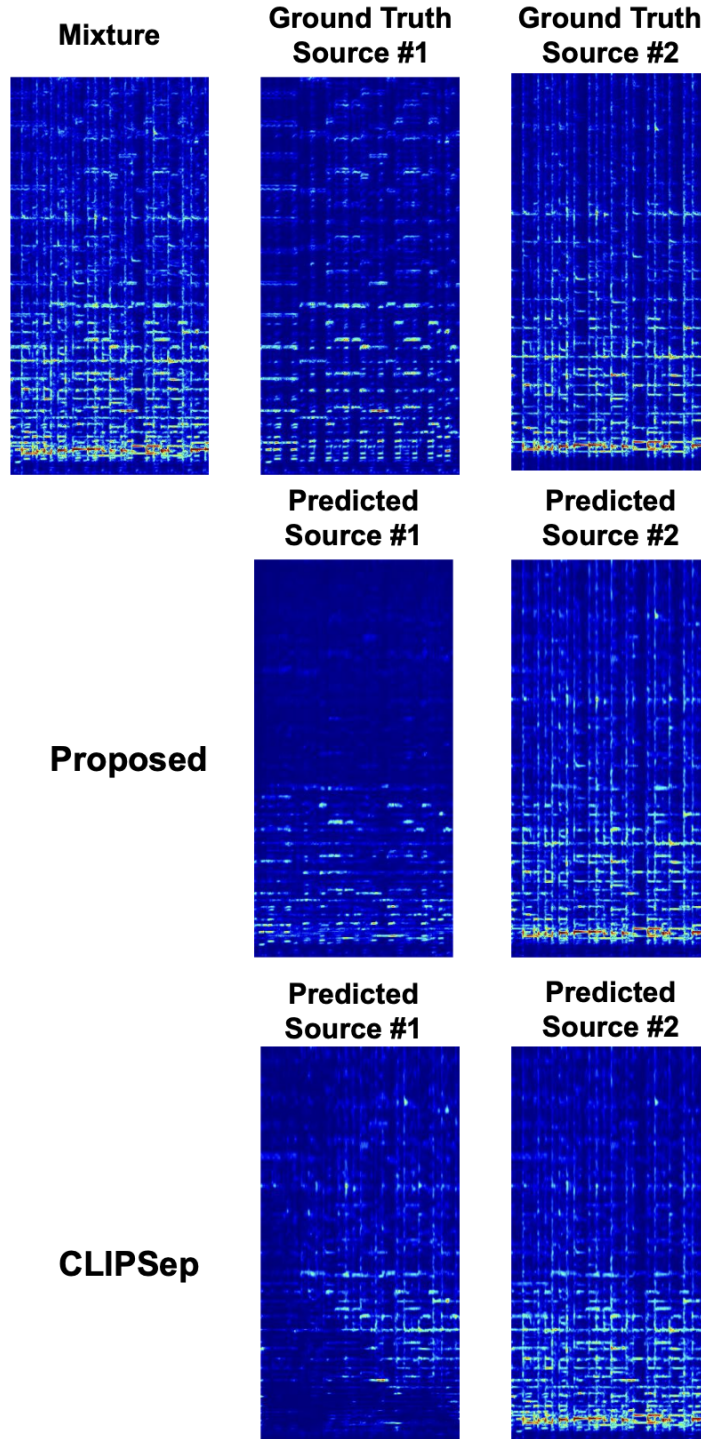 Mixture
Ground Truth
Source #1
Ground Truth
Source #2
Predicted
Source #1
Predicted
Source #2
Proposed
Predicted
Source #1
Predicted
Source #2
CLIPSep